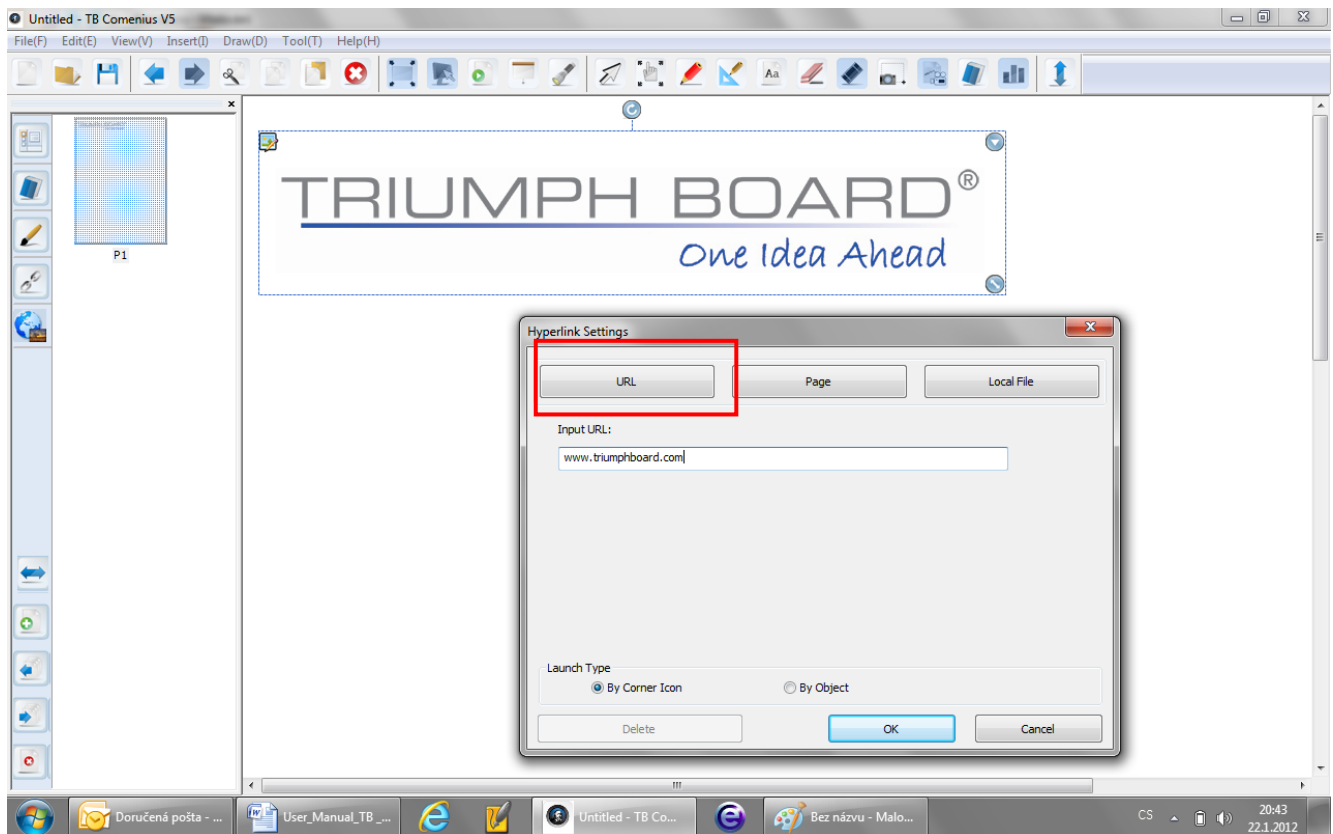 Untitled - TB Comenius V5
File(F) Edit(E) View(V) Insert(I) Draw(D) Tool(T) Help(H)
Aa
P1
TRIUMPH BOARD®
One Idea Ahead
Hyperlink Settings
URL Page Local File
Input URL:
www.triumphboard.com
Launch Type
By Corner Icon By Object
Delete OK Cancel
Doručená pošta - ... User_Manual_TB_... Untitled - TB Co... Bez názvu - Malo... CS 20:43
22.1.2012